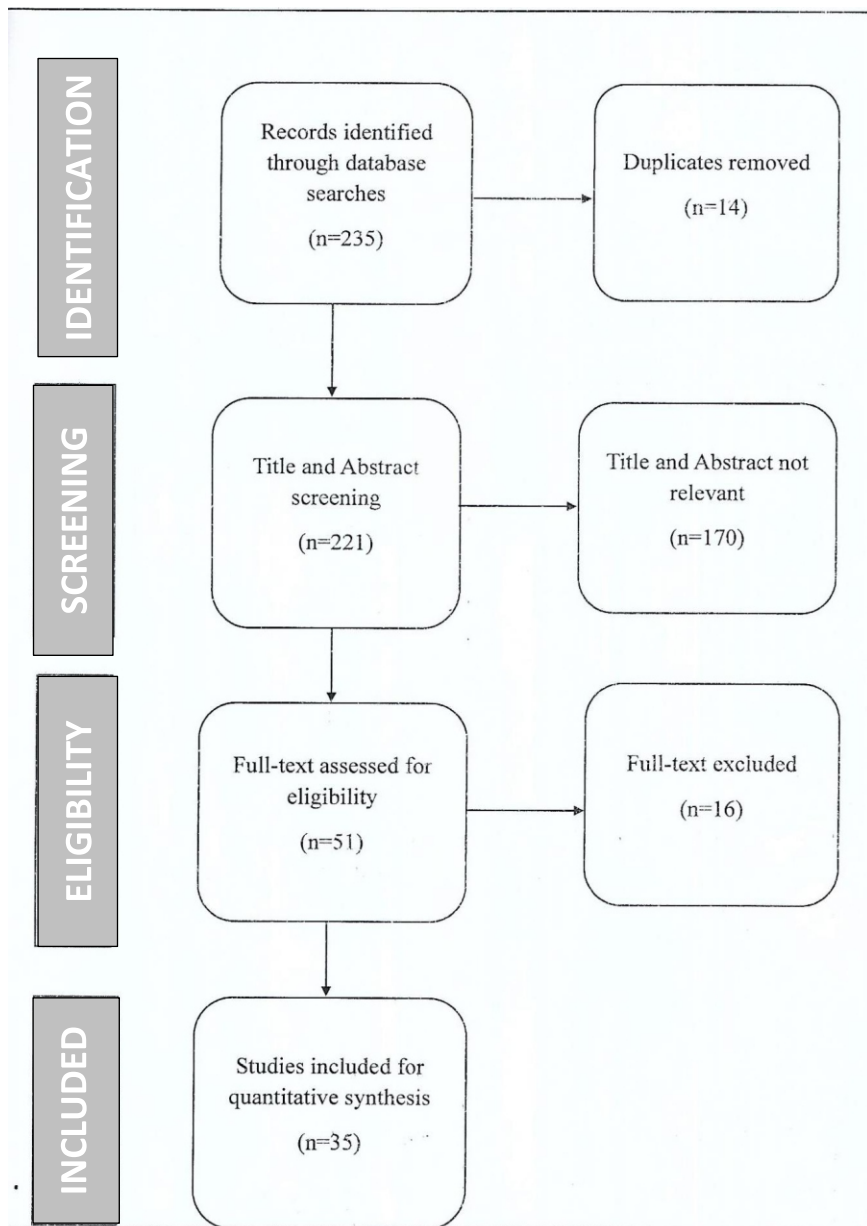 IDENTIFICATION
Records identified
through database
searches
(n=235)
Duplicates removed
(n=14)
SCREENING
Title and Abstract
screening
(n=221)
Title and Abstract not
relevant
(n=170)
ELIGIBILITY
Full-text assessed for
eligibility
(n=51)
Full-text excluded
(n=16)
INCLUDED
Studies included for
quantitative synthesis
(n=35)